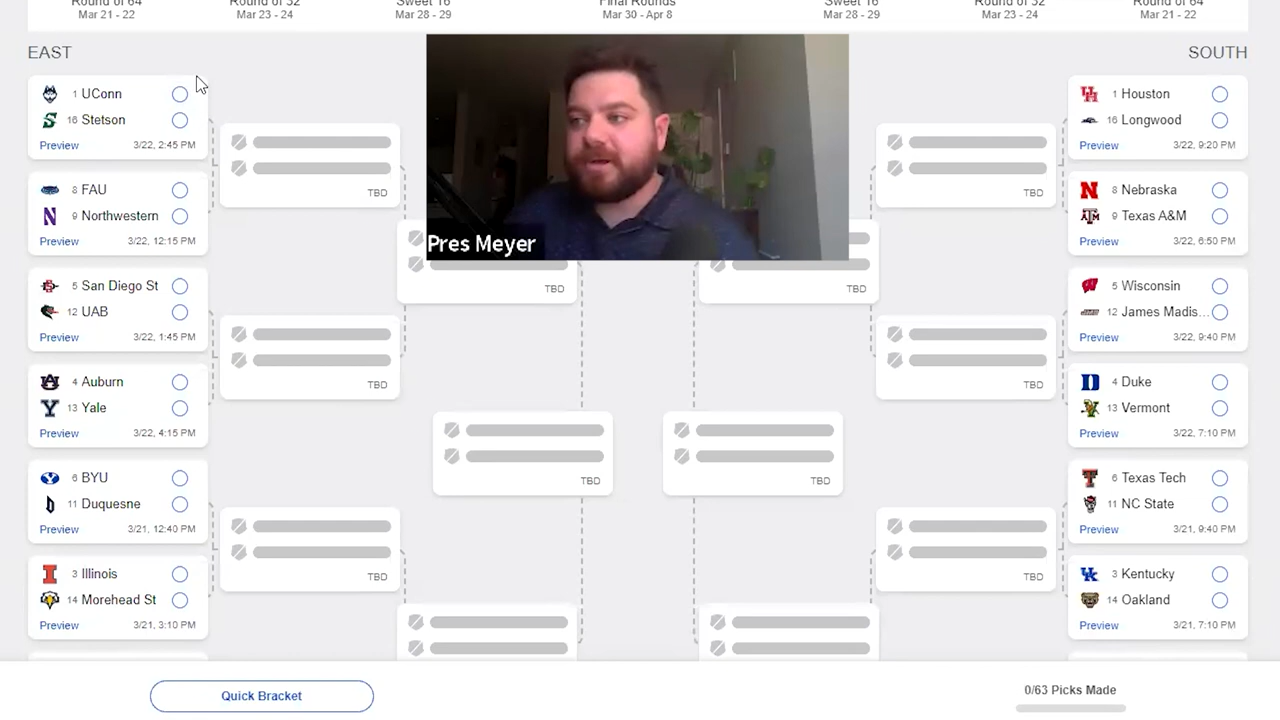 Round of 64
Mar 21 - 22
Round of 32
Mar 23 - 24
Sweet 16
Mar 28 - 29
Final Rounds
Mar 30 - Apr 8
Sweet 16
Mar 28 - 29
Round of 32
Mar 23 - 24
Round of 64
Mar 21 - 22
EAST
1 UConn
16 Stetson
Preview 3/22, 2:45 PM
8 FAU
9 Northwestern
Preview 3/22, 12:15 PM
5 San Diego St
12 UAB
Preview 3/22, 1:45 PM
4 Auburn
13 Yale
Preview 3/22, 4:15 PM
6 BYU
11 Duquesne
Preview 3/21, 12:40 PM
3 Illinois
14 Morehead St
Preview 3/21, 3:10 PM
TBD
TBD
TBD
TBD
TBD
Pres Meyer
TBD
TBD
TBD
TBD
TBD
SOUTH
1 Houston
16 Longwood
Preview 3/22, 9:20 PM
8 Nebraska
9 Texas A&M
Preview 3/22, 6:50 PM
5 Wisconsin
12 James Madis...
Preview 3/22, 9:40 PM
4 Duke
13 Vermont
Preview 3/22, 7:10 PM
6 Texas Tech
11 NC State
Preview 3/21, 9:40 PM
3 Kentucky
14 Oakland
Preview 3/21, 7:10 PM
Quick Bracket
0/63 Picks Made